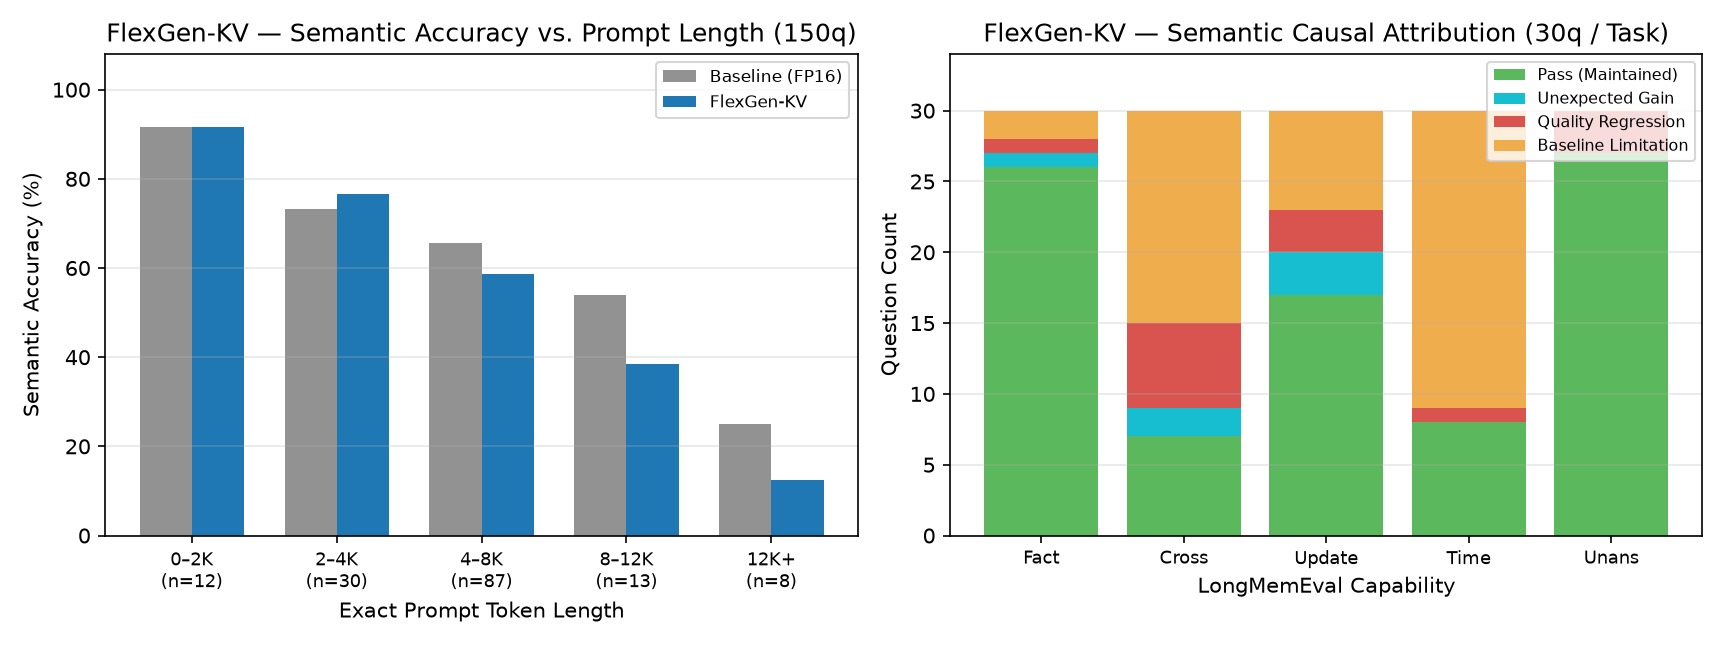 FlexGen-KV — Semantic Accuracy vs. Prompt Length (150q)
Baseline (FP16)
FlexGen-KV
Semantic Accuracy (%)
100
80
60
40
20
0
0–2K
(n=12)
2–4K
(n=30)
4–8K
(n=87)
8–12K
(n=13)
12K+
(n=8)
Exact Prompt Token Length
FlexGen-KV — Semantic Causal Attribution (30q / Task)
Pass (Maintained)
Unexpected Gain
Quality Regression
Baseline Limitation
Question Count
30
25
20
15
10
5
0
Fact
Cross
Update
Time
Unans
LongMemEval Capability